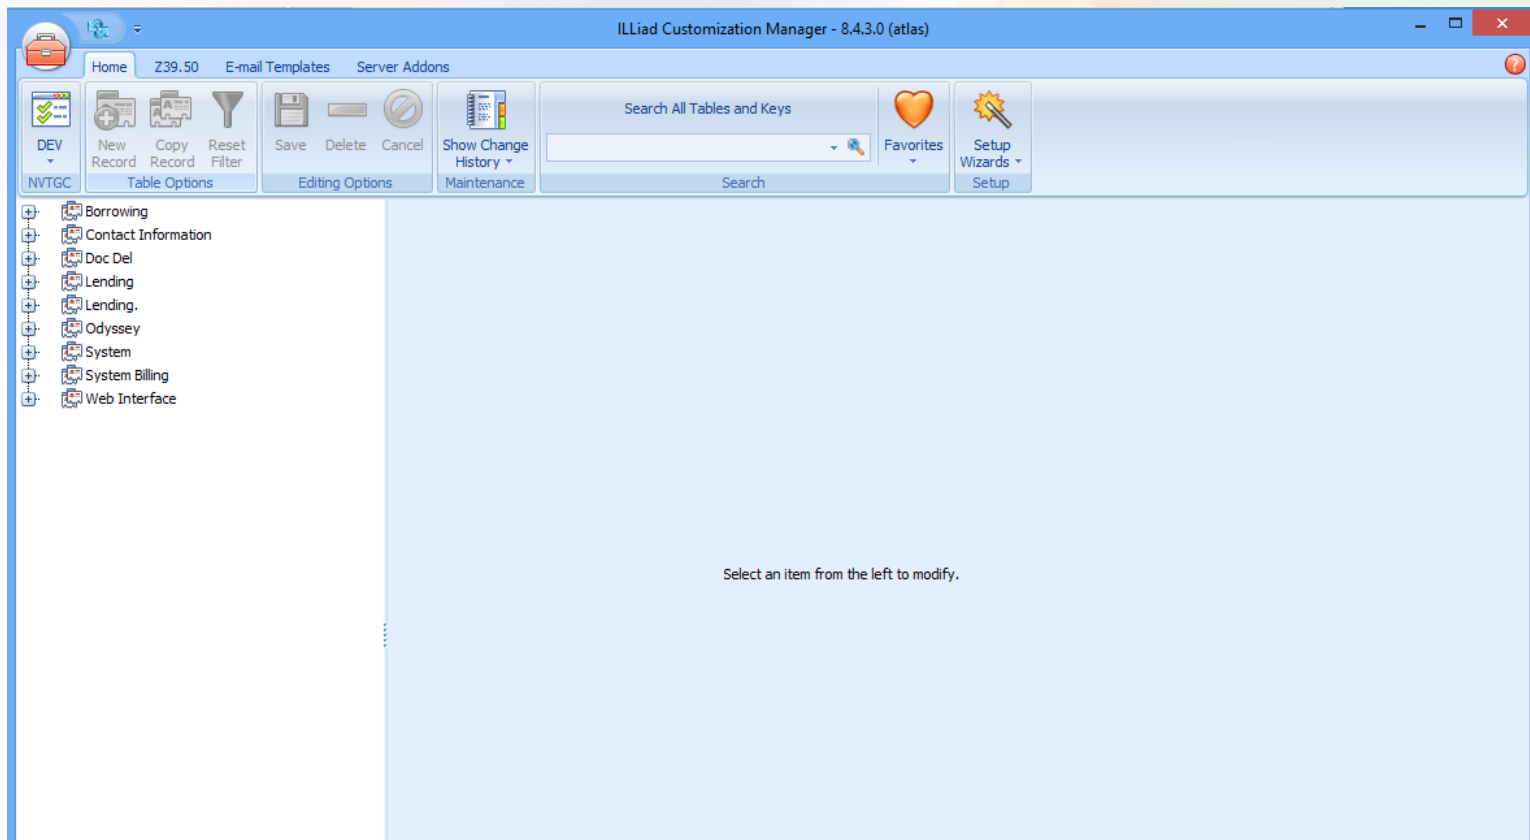 ILLiad Customization Manager - 8.4.3.0 (atlas)
Home Z39.50 E-mail Templates Server Addons
Search All Tables and Keys
DEV New Record Copy Record Reset Filter Save Delete Cancel Show Change History Favorites Setup Wizards
NVTGC Table Options Editing Options Maintenance Search Setup
Borrowing
Contact Information
Doc Del
Lending
Lending.
Odyssey
System
System Billing
Web Interface
Select an item from the left to modify.